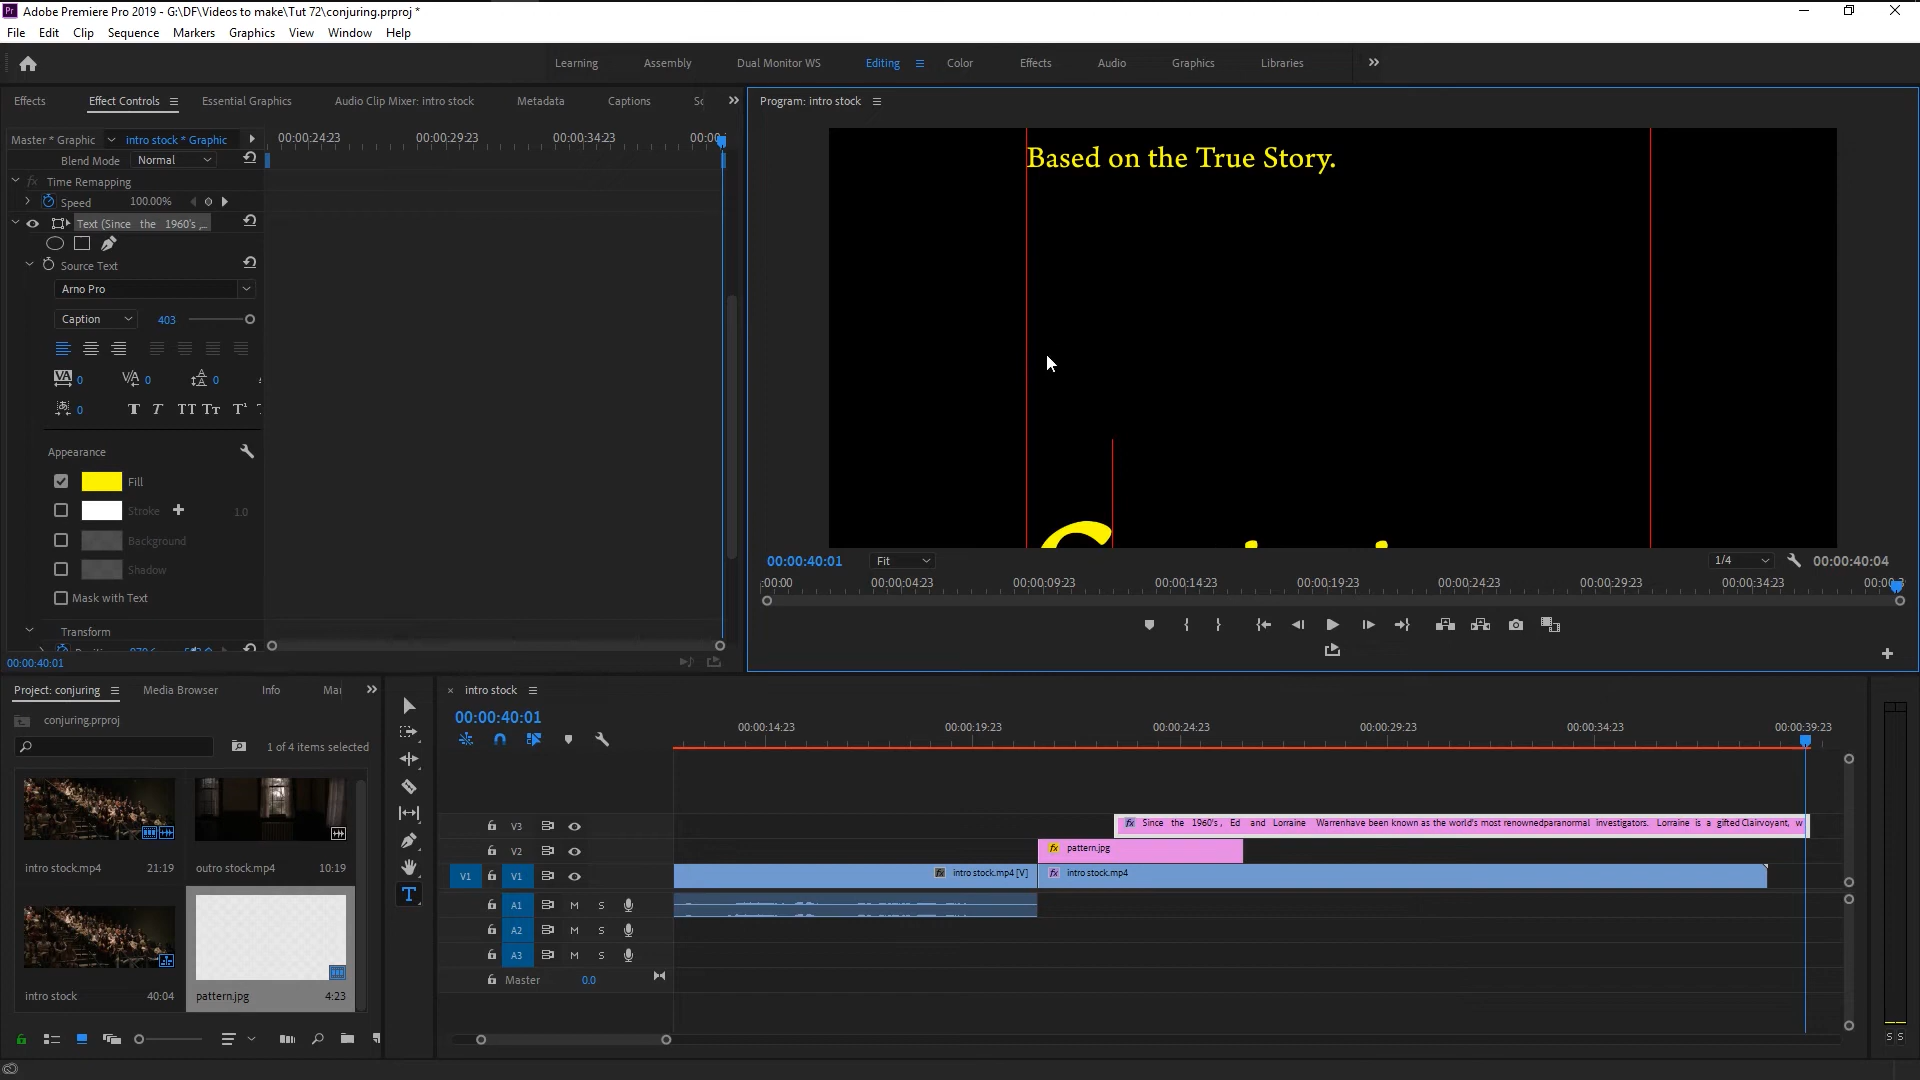 Adobe Premiere Pro 2019 - G:\DF\Videos to make\Tut 72\conjuring.prproj *
File Edit Clip Sequence Markers Graphics View Window Help
Learning Assembly Dual Monitor WS Editing Color Effects Audio Graphics Libraries
Effects Effect Controls Essential Graphics Audio Clip Mixer: intro stock Metadata Captions
Program: intro stock
Master * Graphic intro stock * Graphic
00:00:24:23 00:00:29:23 00:00:34:23 00:00:
Blend Mode Normal
Time Remapping
Speed 100.00%
Text (Since the 1960's ,...
Source Text
Arno Pro
Caption 403
0 0 0
0
Appearance
Fill
Stroke 1.0
Background
Shadow
Mask with Text
Transform
00:00:40:01
Based on the True Story.
00:00:40:01 Fit 1/4 00:00:40:04
:00:00 00:00:04:23 00:00:09:23 00:00:14:23 00:00:19:23 00:00:24:23 00:00:29:23 00:00:34:23
Project: conjuring Media Browser Info
conjuring.prproj
1 of 4 items selected
intro stock.mp4 21:19
outro stock.mp4 10:19
intro stock 40:04
pattern.jpg 4:23
intro stock
00:00:40:01
00:00:14:23 00:00:19:23 00:00:24:23 00:00:29:23 00:00:34:23 00:00:39:23
V3 Since the 1960's , Ed and Lorraine Warrenhave been known as the world's most renownedparanormal investigators. Lorraine is a gifted Clairvoyant, w
V2 pattern.jpg
V1 V1 intro stock.mp4 [V] intro stock.mp4
A1 M S
A2 M S
A3 M S
Master 0.0
S S